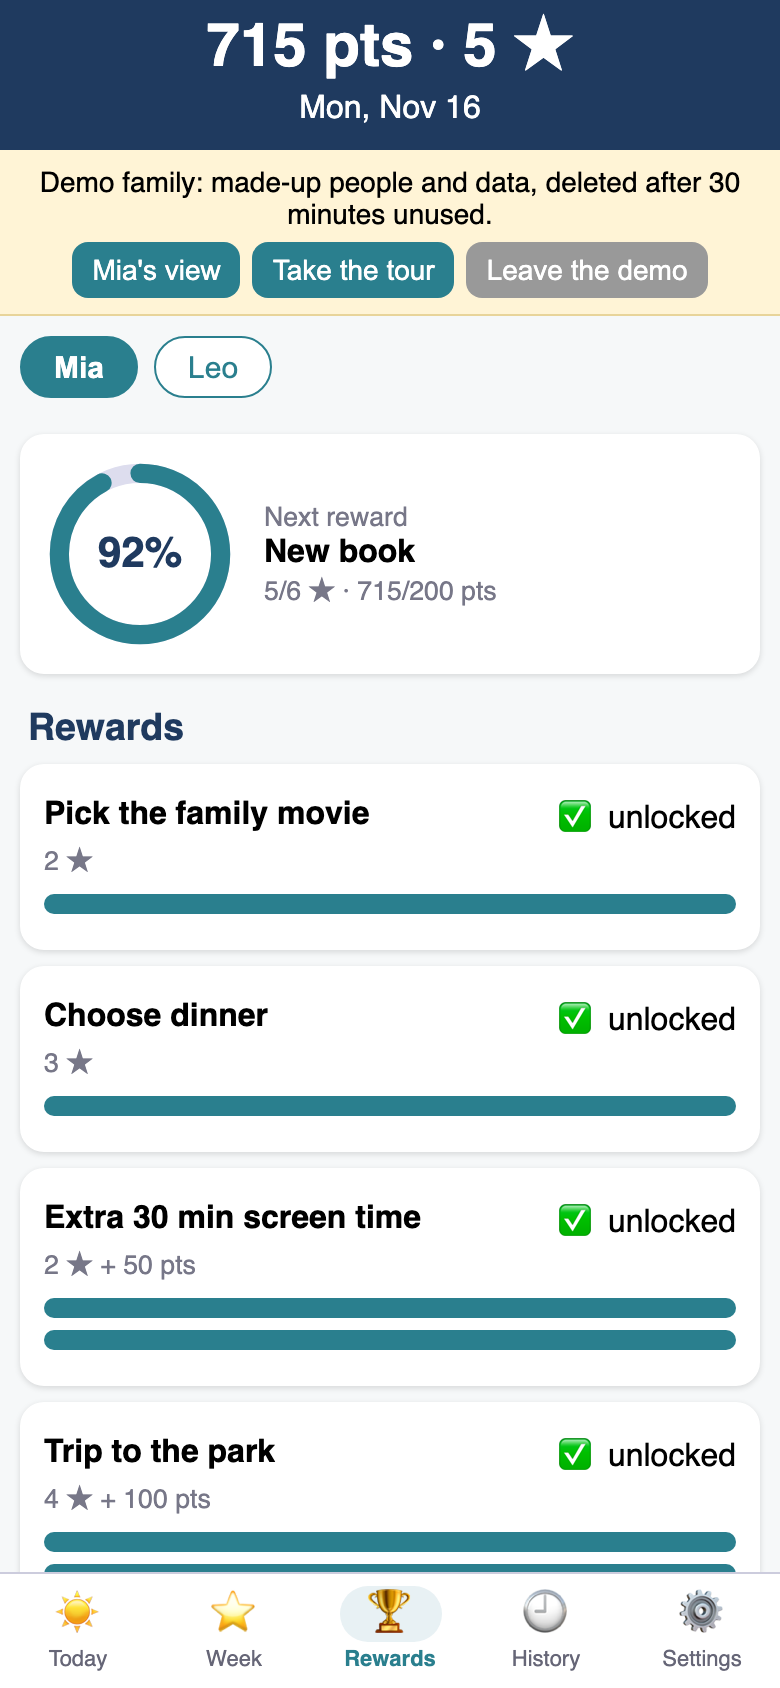 715 pts · 5 ★
Mon, Nov 16
Demo family: made-up people and data, deleted after 30
minutes unused.
Mia's view
Take the tour
Leave the demo
Mia
Leo
92%
Next reward
New book
5/6 ★ · 715/200 pts
Rewards
Pick the family movie
✅ unlocked
2 ★
Choose dinner
✅ unlocked
3 ★
Extra 30 min screen time
✅ unlocked
2 ★ + 50 pts
Trip to the park
✅ unlocked
4 ★ + 100 pts
Today
Week
Rewards
History
Settings